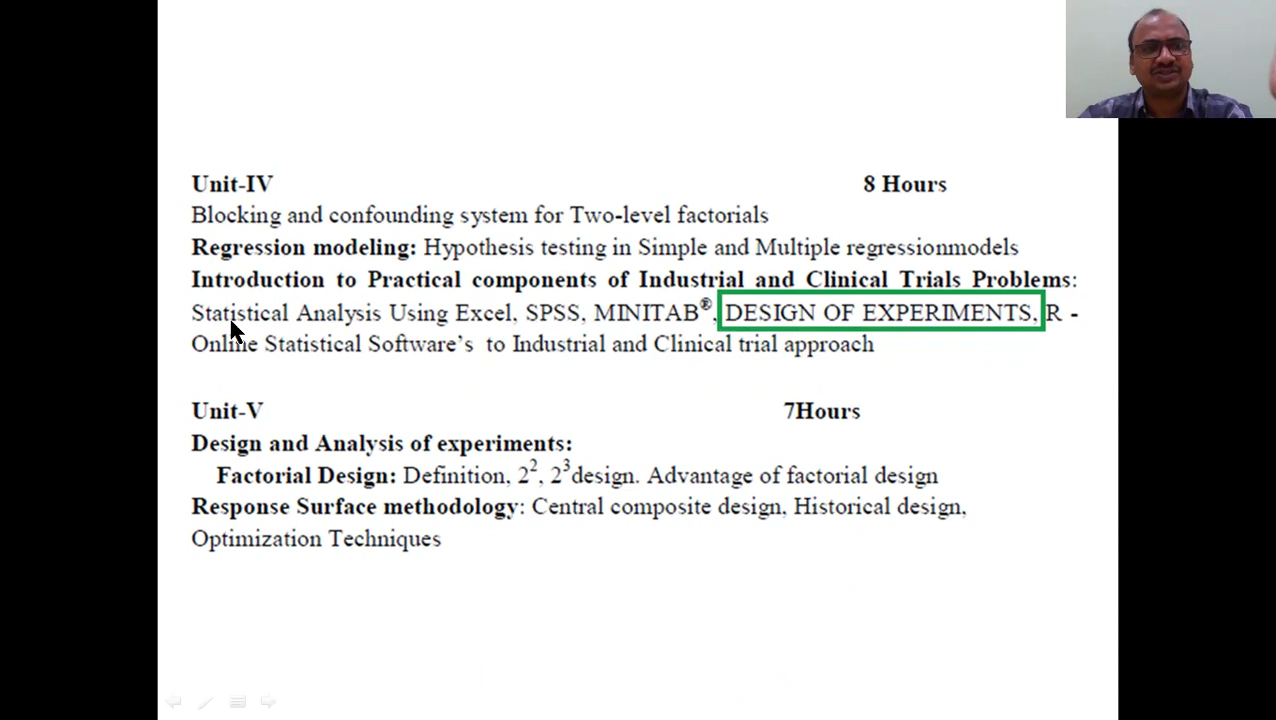 Unit-IV 8 Hours
Blocking and confounding system for Two-level factorials
Regression modeling: Hypothesis testing in Simple and Multiple regressionmodels
Introduction to Practical components of Industrial and Clinical Trials Problems:
Statistical Analysis Using Excel, SPSS, MINITAB®, DESIGN OF EXPERIMENTS, R -
Online Statistical Software’s to Industrial and Clinical trial approach
Unit-V 7Hours
Design and Analysis of experiments:
Factorial Design: Definition, 2², 2³design. Advantage of factorial design
Response Surface methodology: Central composite design, Historical design,
Optimization Techniques